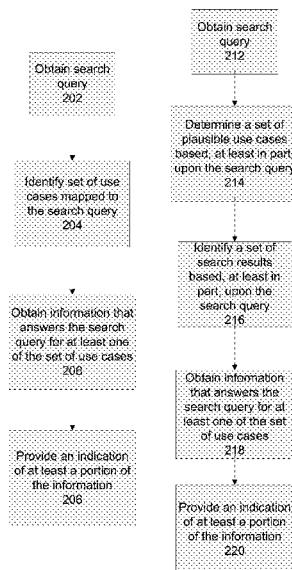 Obtain search
query
202
Identify set of use
cases mapped to
the search query
204
Obtain information that
answers the search
query for at least one
of the set of use cases
206
Provide an indication
of at least a portion of
the information
206
Obtain search
query
212
Determine a set of
plausible use cases
based, at least in part,
upon the search query
214
Identify a set of
search results
based, at least in
part, upon the
search query
216
Obtain information
that answers the
search query for at
least one of the set
of use cases
218
Provide an indication
of at least a portion
of the information
220